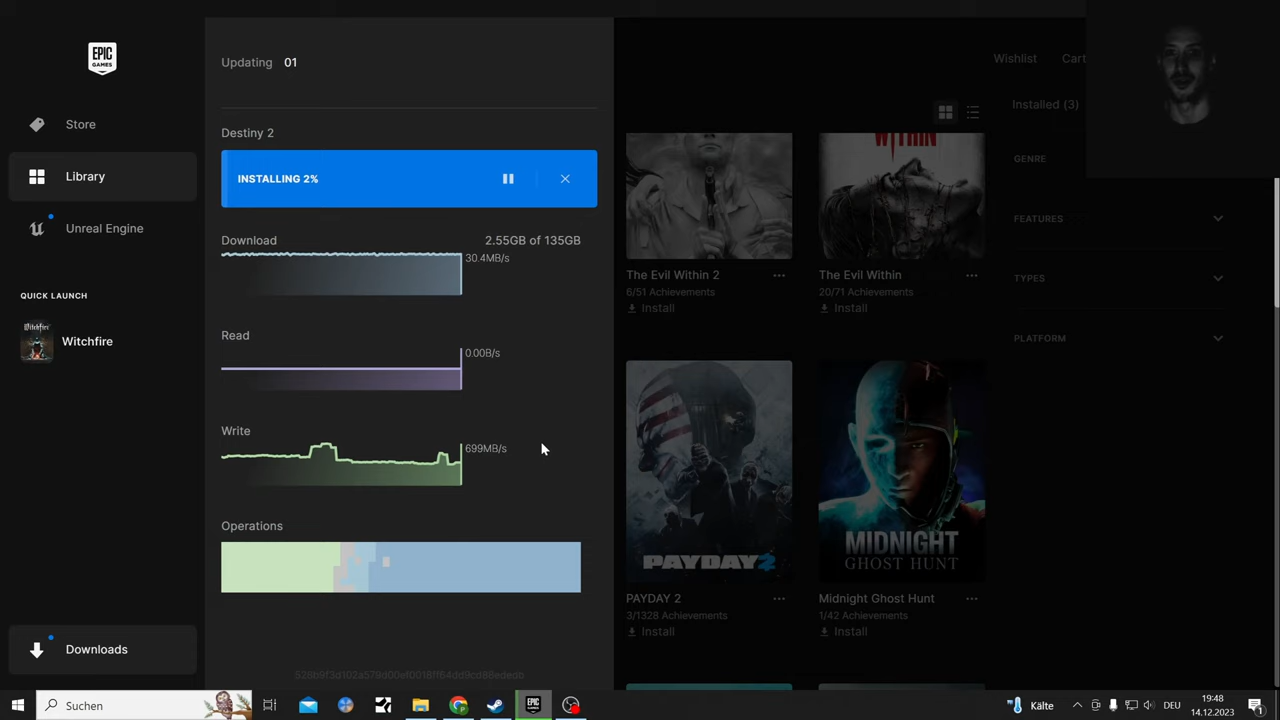 EPIC
GAMES
Store
Library
Unreal Engine
QUICK LAUNCH
Witchfire
Downloads
Updating 01
Destiny 2
INSTALLING 2%
Download 2.55GB of 135GB
30.4MB/s
Read
0.00B/s
Write
699MB/s
Operations
Wishlist Cart
Installed (3)
GENRE
FEATURES
TYPES
PLATFORM
WITHIN
The Evil Within 2
6/51 Achievements
Install
The Evil Within
20/71 Achievements
Install
PAYDAY 2
MIDNIGHT
GHOST HUNT
PAYDAY 2
3/1328 Achievements
Install
Midnight Ghost Hunt
1/42 Achievements
Install
Suchen
Kälte
DEU
19:48
14.12.2023